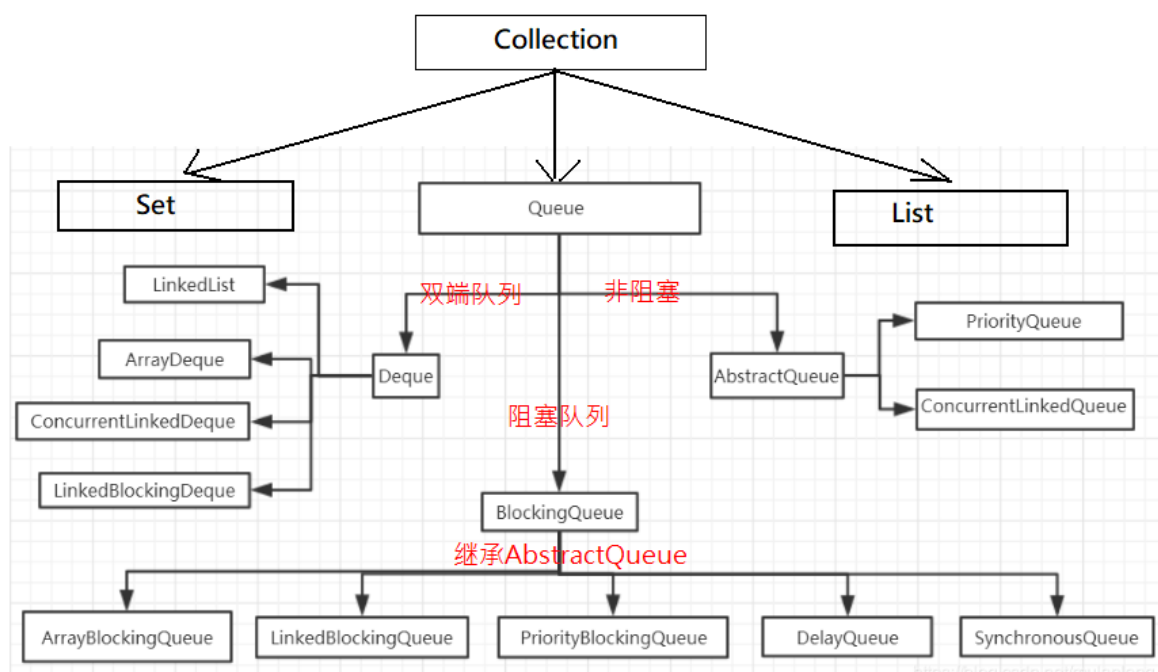 Collection
Set
Queue
List
LinkedList
双端队列
非阻塞
PriorityQueue
ArrayDeque
Deque
AbstractQueue
ConcurrentLinkedDeque
阻塞队列
ConcurrentLinkedQueue
LinkedBlockingDeque
BlockingQueue
继承AbstractQueue
ArrayBlockingQueue
LinkedBlockingQueue
PriorityBlockingQueue
DelayQueue
SynchronousQueue